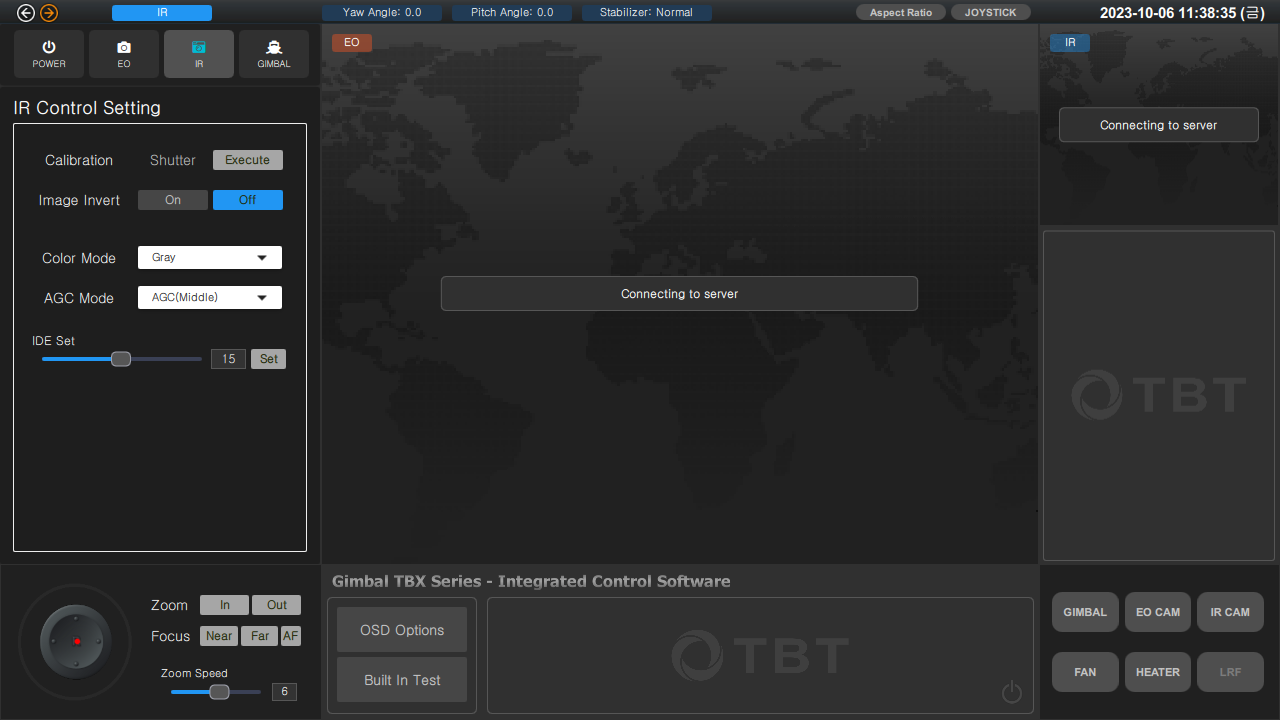 IR
Yaw Angle: 0.0
Pitch Angle: 0.0
Stabilizer: Normal
Aspect Ratio
JOYSTICK
2023-10-06 11:38:35 (금)
POWER
EO
IR
GIMBAL
EO
IR
IR Control Setting
Connecting to server
Calibration
Shutter
Execute
Image Invert
On
Off
Color Mode
Gray
AGC Mode
AGC(Middle)
Connecting to server
IDE Set
15
Set
TBT
Gimbal TBX Series - Integrated Control Software
Zoom
In
Out
Focus
Near
Far
AF
Zoom Speed
6
OSD Options
Built In Test
TBT
GIMBAL
EO CAM
IR CAM
FAN
HEATER
LRF